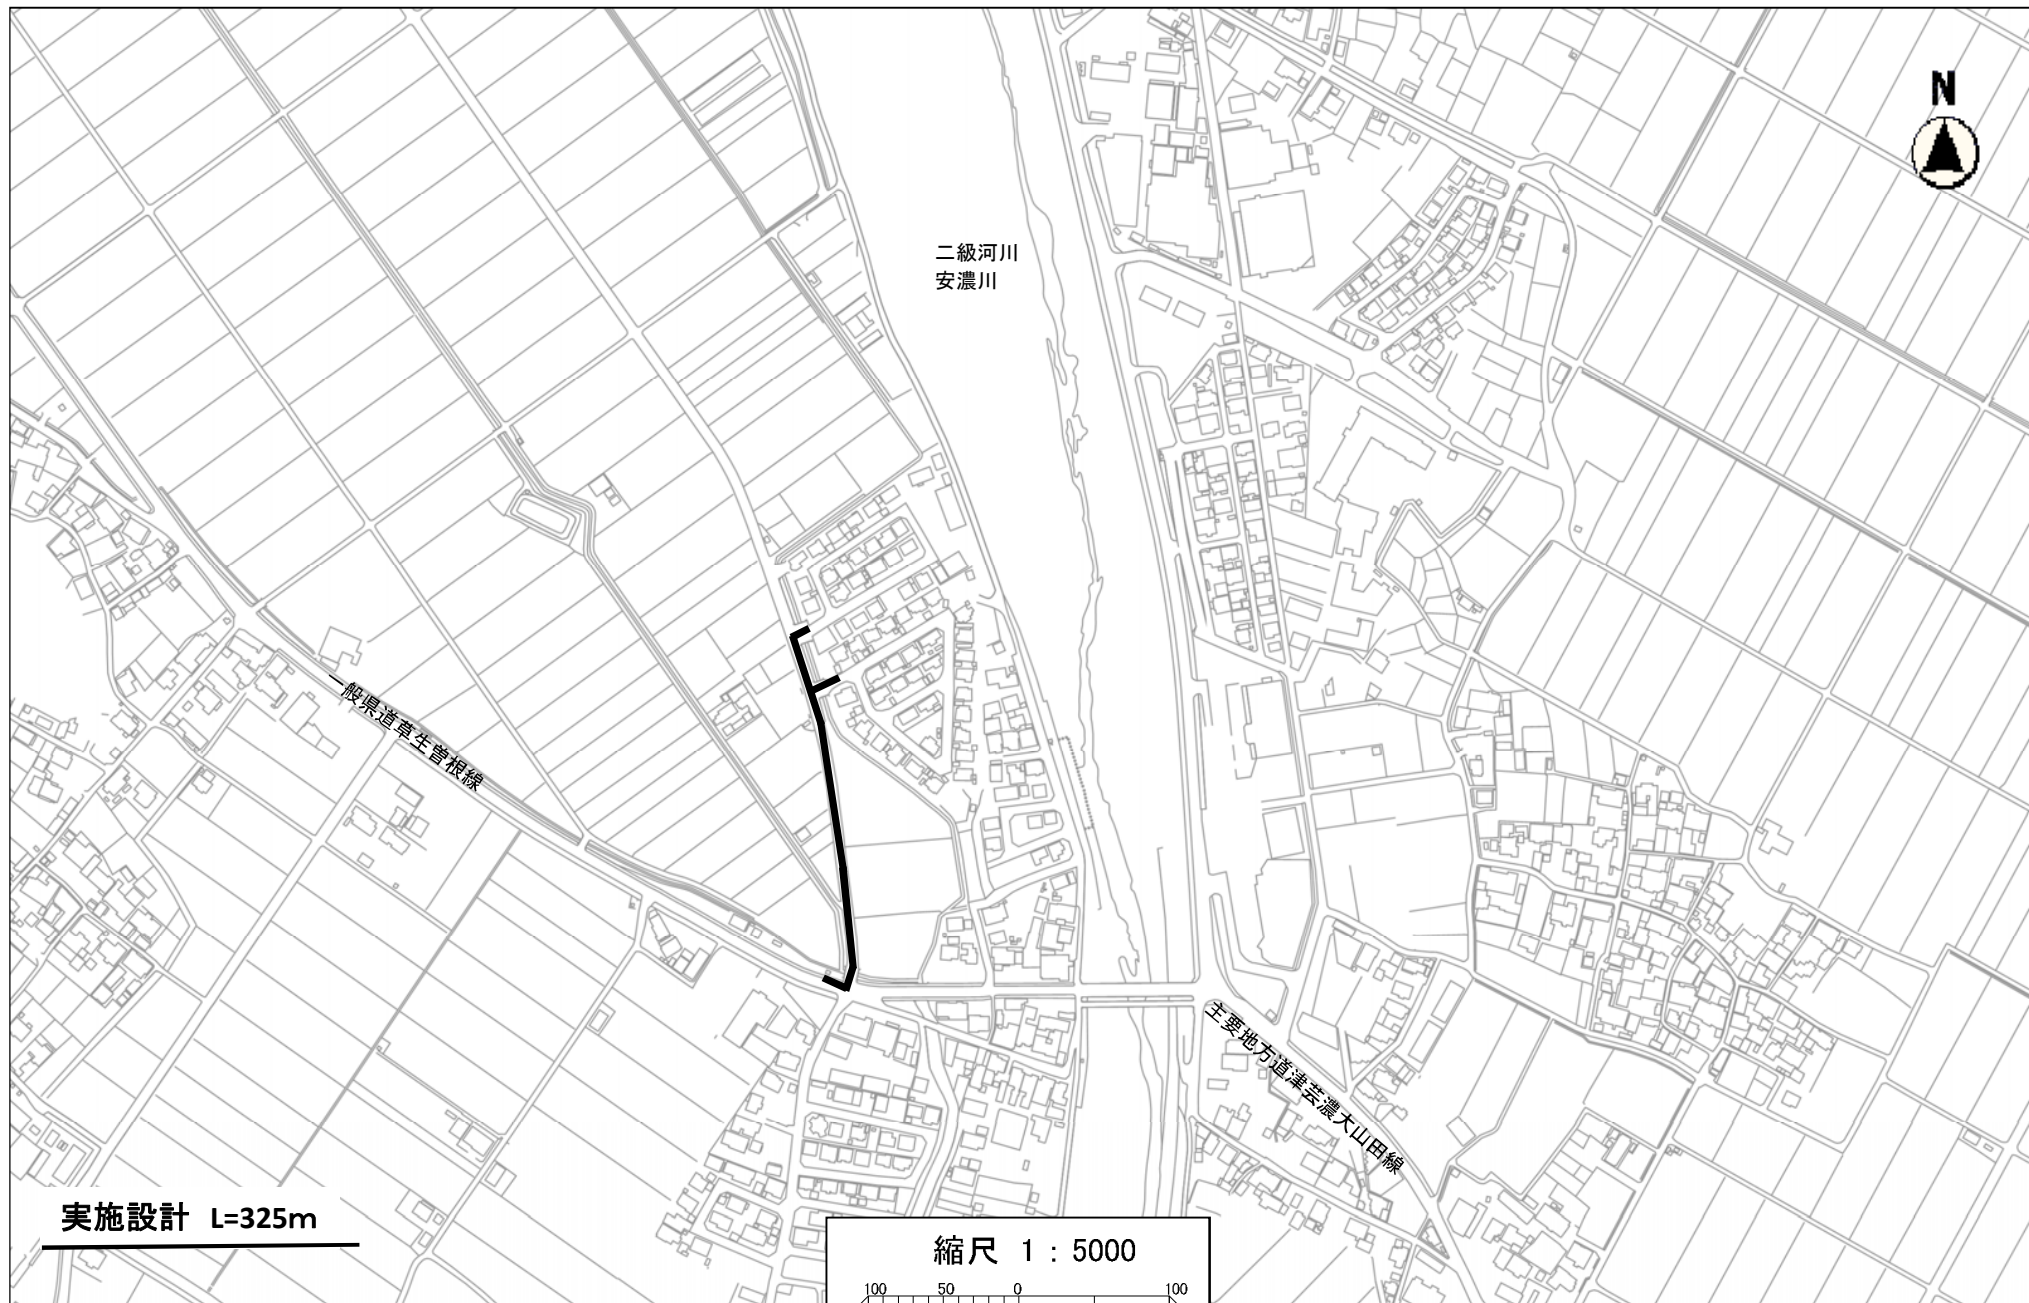 N
二級河川
安濃川
一般県道草生曽根線
主要地方道津芸濃大山田線
実施設計 L=325m
縮尺 1：5000
100 50 0 100